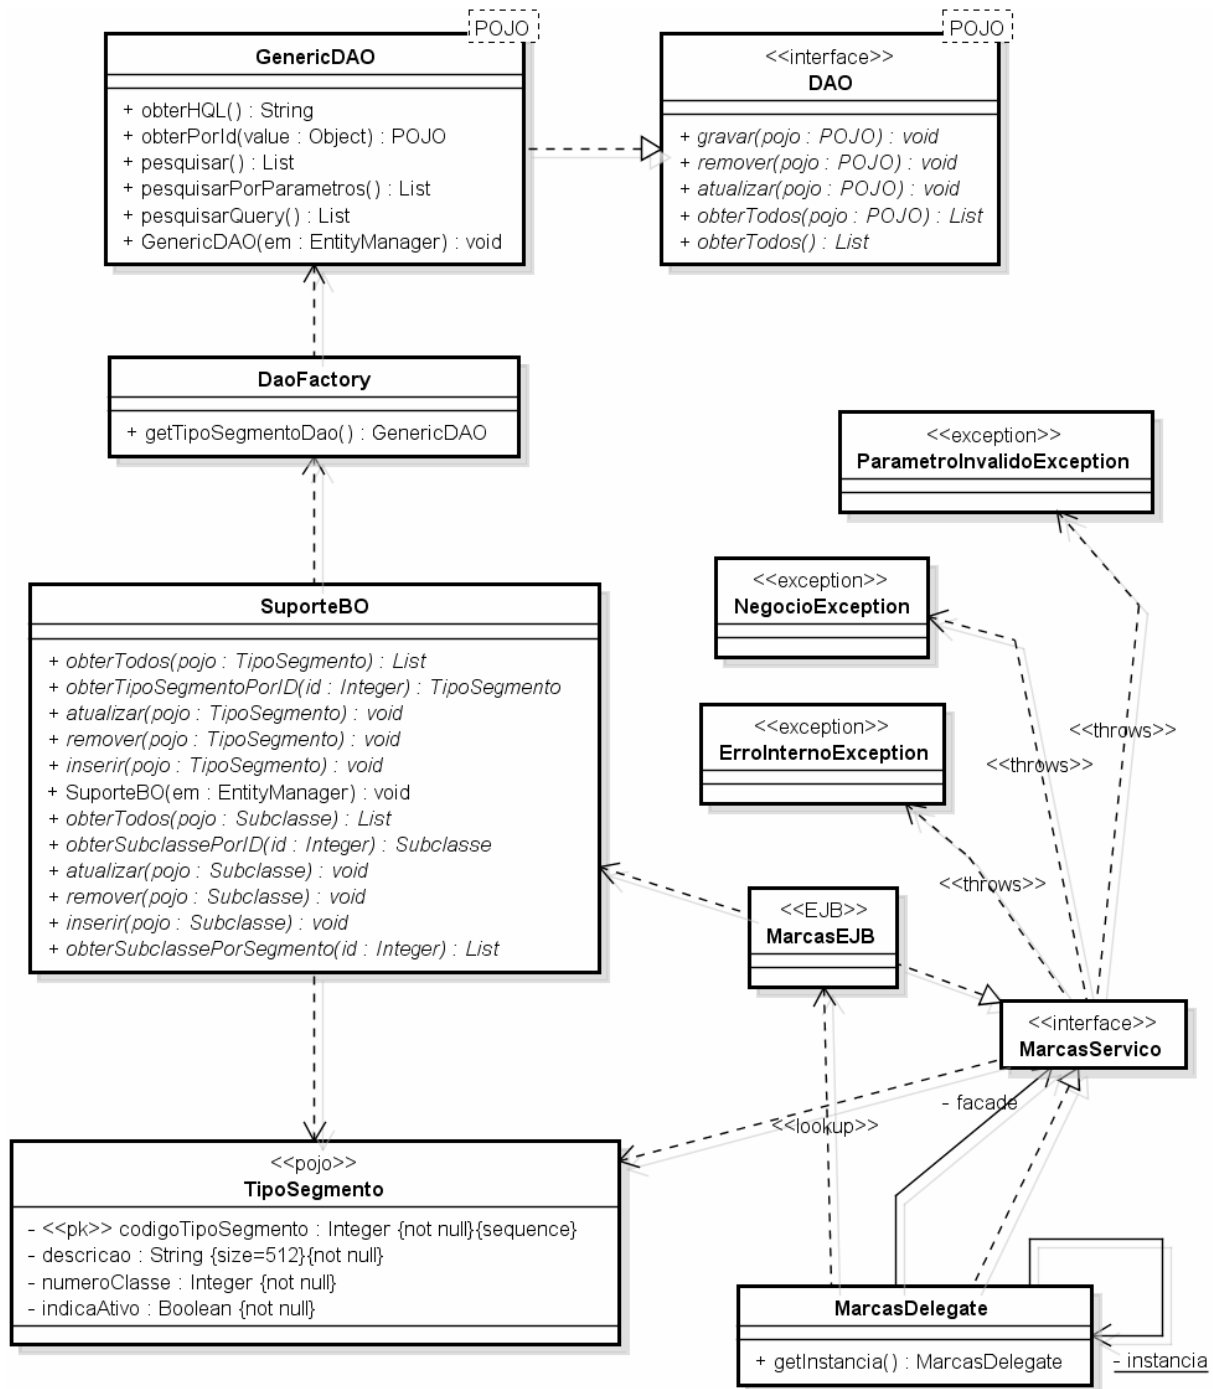 POJO
GenericDAO
+ obterHQL() : String
+ obterPorId(value : Object) : POJO
+ pesquisar() : List
+ pesquisarPorParametros() : List
+ pesquisarQuery() : List
+ GenericDAO(em : EntityManager) : void
POJO
<<interface>>
DAO
+ gravar(pojo : POJO) : void
+ remover(pojo : POJO) : void
+ atualizar(pojo : POJO) : void
+ obterTodos(pojo : POJO) : List
+ obterTodos() : List
DaoFactory
+ getTipoSegmentoDao() : GenericDAO
<<exception>>
ParametroInvalidoException
<<exception>>
NegocioException
<<exception>>
ErroInternoException
<<throws>>
<<throws>>
<<throws>>
SuporteBO
+ obterTodos(pojo : TipoSegmento) : List
+ obterTipoSegmentoPorID(id : Integer) : TipoSegmento
+ atualizar(pojo : TipoSegmento) : void
+ remover(pojo : TipoSegmento) : void
+ inserir(pojo : TipoSegmento) : void
+ SuporteBO(em : EntityManager) : void
+ obterTodos(pojo : Subclasse) : List
+ obterSubclassePorID(id : Integer) : Subclasse
+ atualizar(pojo : Subclasse) : void
+ remover(pojo : Subclasse) : void
+ inserir(pojo : Subclasse) : void
+ obterSubclassePorSegmento(id : Integer) : List
<<EJB>>
MarcasEJB
<<interface>>
MarcasServico
- facade
<<lookup>>
<<pojo>>
TipoSegmento
- <<pk>> codigoTipoSegmento : Integer {not null}{sequence}
- descricao : String {size=512}{not null}
- numeroClasse : Integer {not null}
- indicaAtivo : Boolean {not null}
MarcasDelegate
+ getInstancia() : MarcasDelegate
- instancia